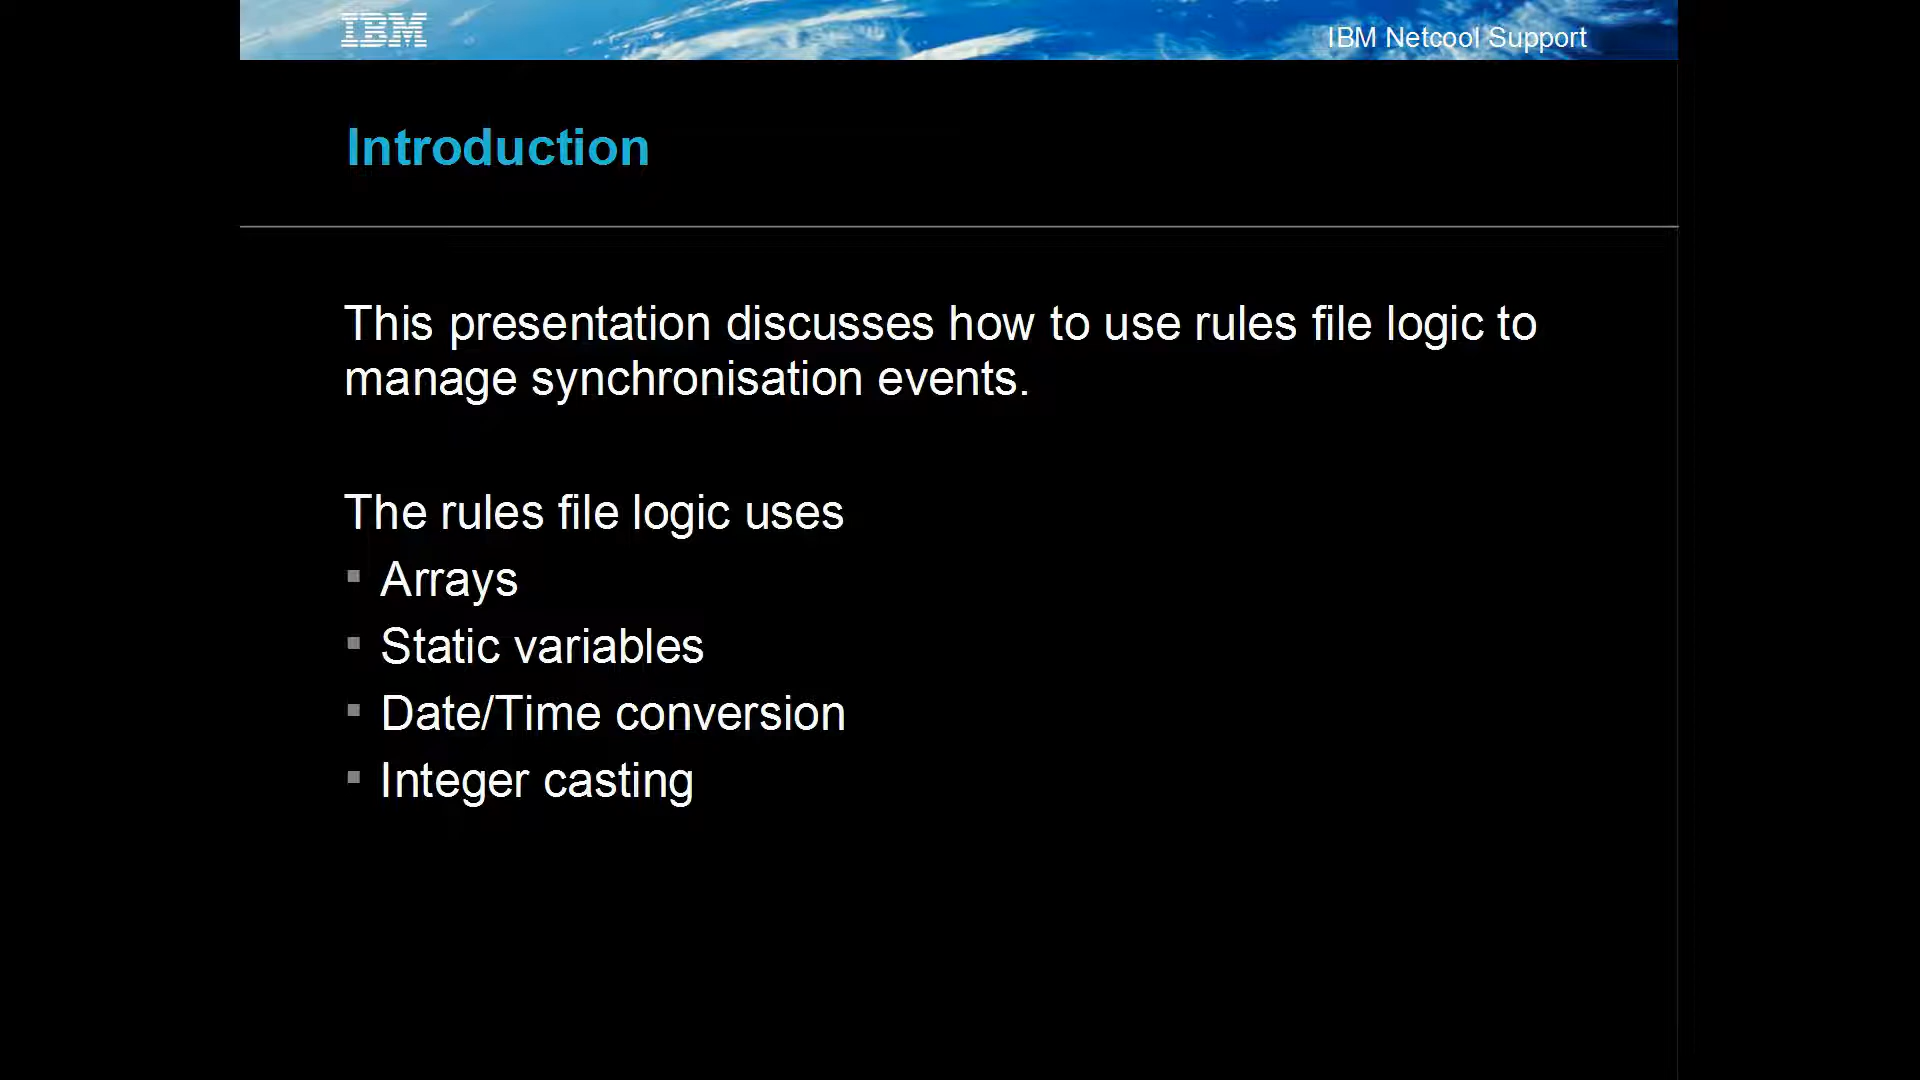 IBM
IBM Netcool Support
Introduction
This presentation discusses how to use rules file logic to
manage synchronisation events.
The rules file logic uses
▪ Arrays
▪ Static variables
▪ Date/Time conversion
▪ Integer casting